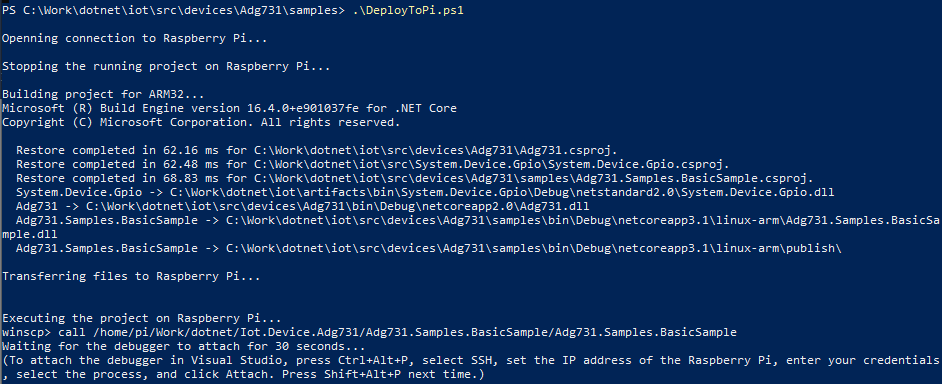 PS C:\Work\dotnet\iot\src\devices\Adg731\samples> .\DeployToPi.ps1
Openning connection to Raspberry Pi...
Stopping the running project on Raspberry Pi...
Building project for ARM32...
Microsoft (R) Build Engine version 16.4.0+e901037fe for .NET Core
Copyright (C) Microsoft Corporation. All rights reserved.
Restore completed in 62.16 ms for C:\Work\dotnet\iot\src\devices\Adg731\Adg731.csproj.
Restore completed in 62.48 ms for C:\Work\dotnet\iot\src\System.Device.Gpio\System.Device.Gpio.csproj.
Restore completed in 68.83 ms for C:\Work\dotnet\iot\src\devices\Adg731\samples\Adg731.Samples.BasicSample.csproj.
System.Device.Gpio -> C:\Work\dotnet\iot\artifacts\bin\System.Device.Gpio\Debug\netstandard2.0\System.Device.Gpio.dll
Adg731 -> C:\Work\dotnet\iot\src\devices\Adg731\bin\Debug\netcoreapp2.0\Adg731.dll
Adg731.Samples.BasicSample -> C:\Work\dotnet\iot\src\devices\Adg731\samples\bin\Debug\netcoreapp3.1\linux-arm\Adg731.Samples.BasicSa
mple.dll
Adg731.Samples.BasicSample -> C:\Work\dotnet\iot\src\devices\Adg731\samples\bin\Debug\netcoreapp3.1\linux-arm\publish\
Transferring files to Raspberry Pi...
Executing the project on Raspberry Pi...
winscp> call /home/pi/Work/dotnet/Iot.Device.Adg731/Adg731.Samples.BasicSample/Adg731.Samples.BasicSample
Waiting for the debugger to attach for 30 seconds...
(To attach the debugger in Visual Studio, press Ctrl+Alt+P, select SSH, set the IP address of the Raspberry Pi, enter your credentials
, select the process, and click Attach. Press Shift+Alt+P next time.)